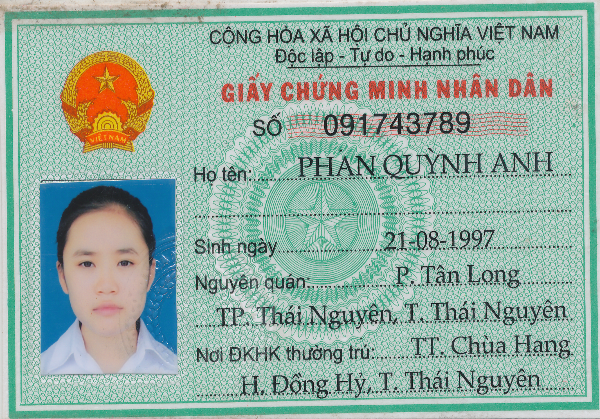 CỘNG HÒA XÃ HỘI CHỦ NGHĨA VIỆT NAM
Độc lập - Tự do - Hạnh phúc
GIẤY CHỨNG MINH NHÂN DÂN
SỐ 091743789
VIỆT NAM
Họ tên: PHAN QUỲNH ANH
Sinh ngày 21-08-1997
Nguyên quán: P. Tân Long
TP. Thái Nguyên, T. Thái Nguyên
Nơi ĐKHK thường trú: TT. Chùa Hang
H. Đồng Hỷ, T. Thái Nguyên